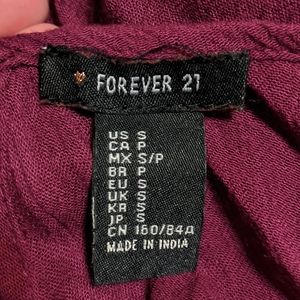 FOREVER 21
US S
CA P
MX S/P
BR P
EU S
UK S
KR S
JP S
CN 160/84A
MADE IN INDIA